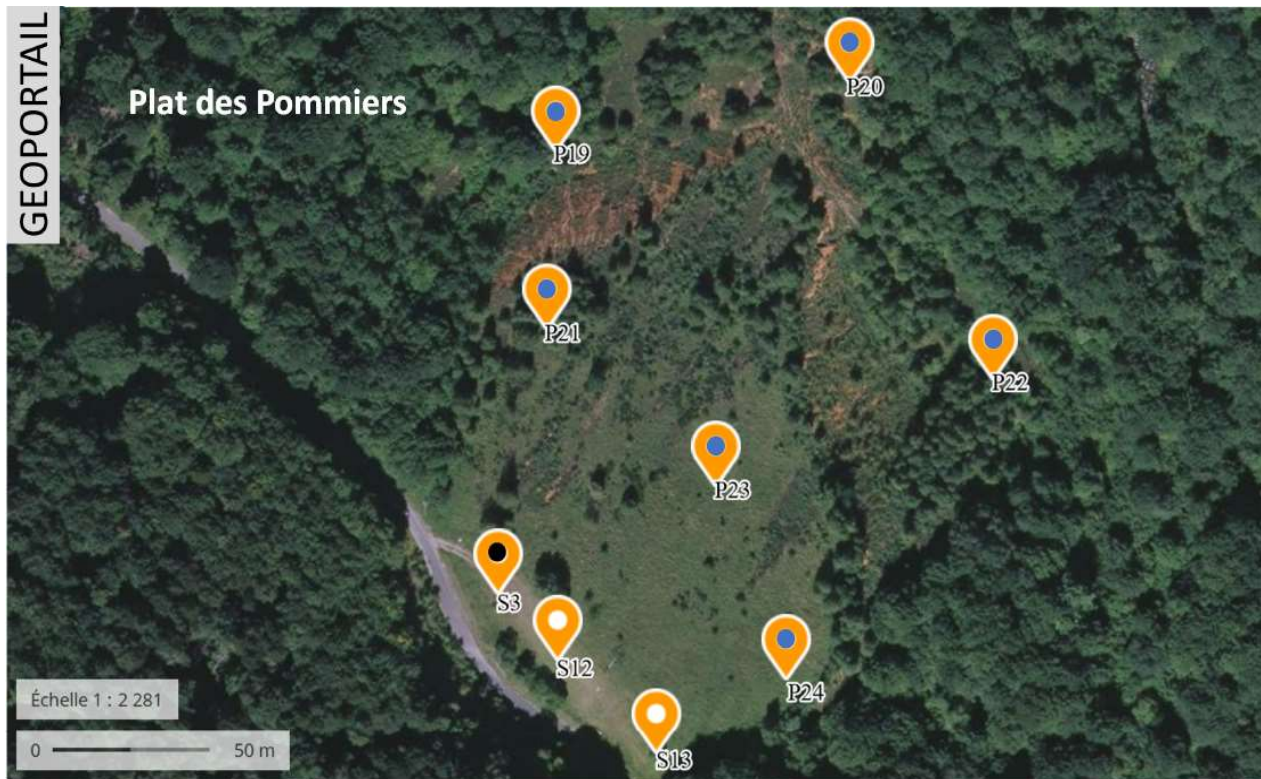 GEOPORTAIL
Plat des Pommiers
P20
P19
P21
P22
P23
S3
S12
P24
S13
Échelle 1 : 2 281
0 50 m